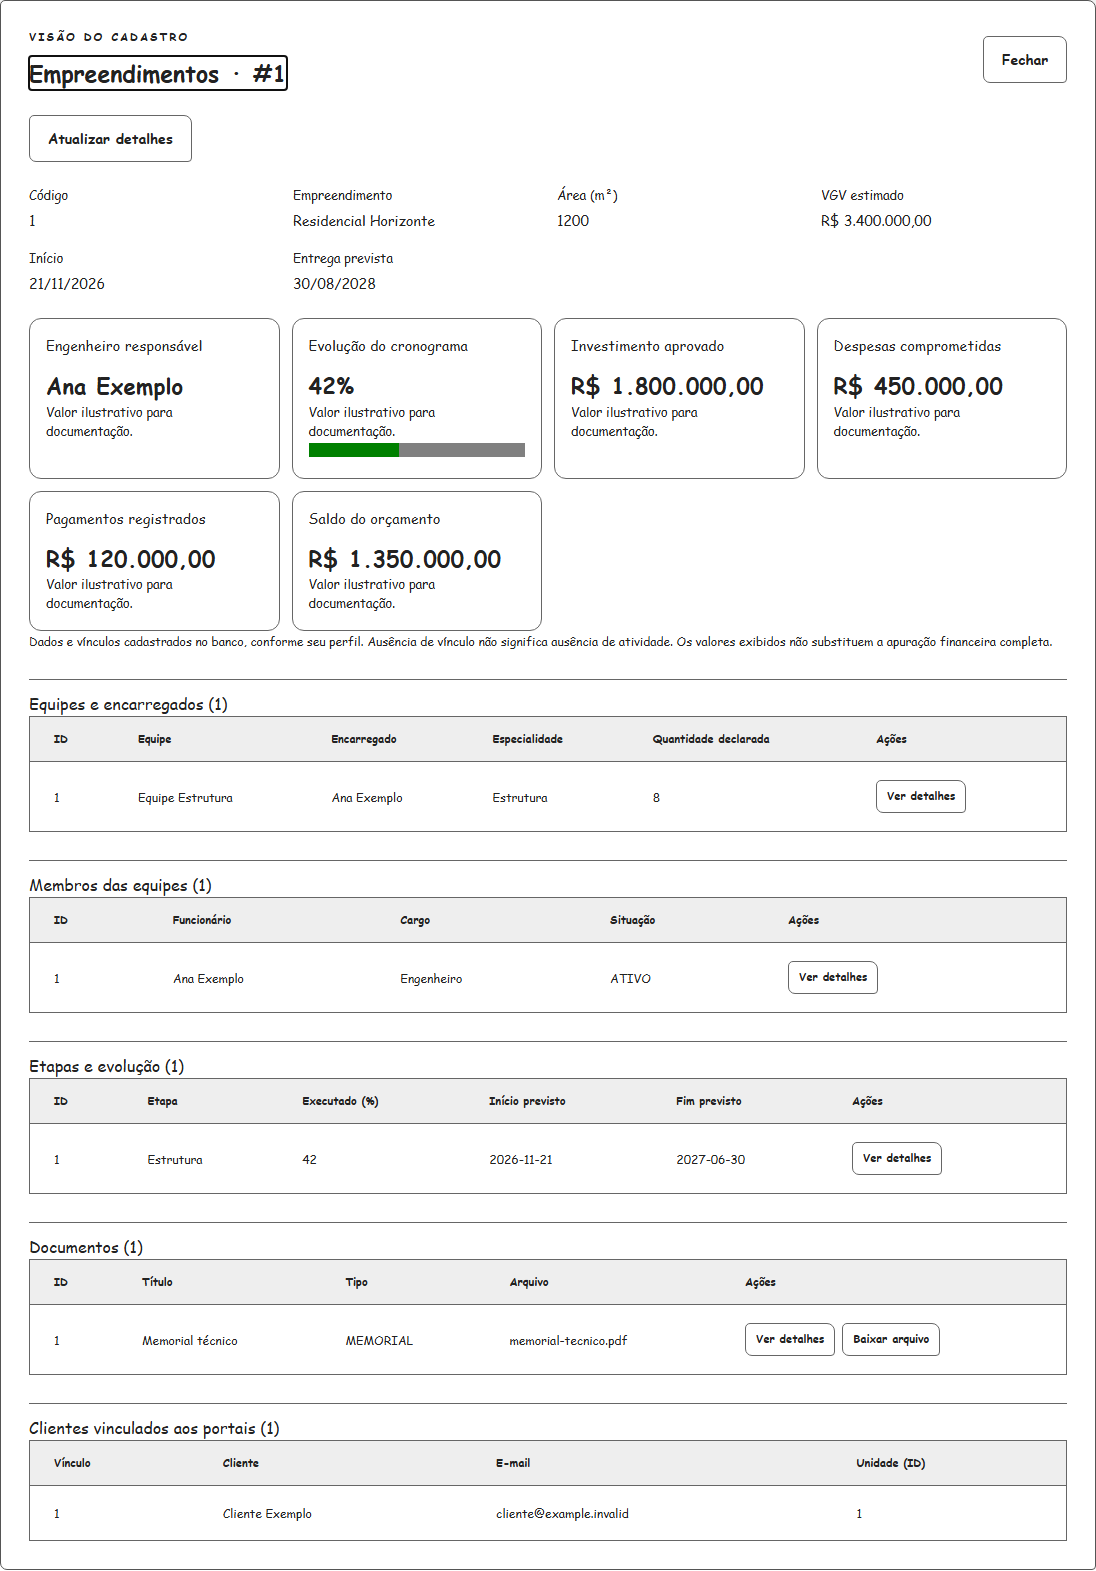 VISÃO DO CADASTRO
Empreendimentos · #1
Fechar
Atualizar detalhes
Código
Empreendimento
Área (m²)
VGV estimado
1
Residencial Horizonte
1200
R$ 3.400.000,00
Início
Entrega prevista
21/11/2026
30/08/2028
Engenheiro responsável
Ana Exemplo
Valor ilustrativo para
documentação.
Evolução do cronograma
42%
Valor ilustrativo para
documentação.
Investimento aprovado
R$ 1.800.000,00
Valor ilustrativo para
documentação.
Despesas comprometidas
R$ 450.000,00
Valor ilustrativo para
documentação.
Pagamentos registrados
R$ 120.000,00
Valor ilustrativo para
documentação.
Saldo do orçamento
R$ 1.350.000,00
Valor ilustrativo para
documentação.
Dados e vínculos cadastrados no banco, conforme seu perfil. Ausência de vínculo não significa ausência de atividade. Os valores exibidos não substituem a apuração financeira completa.
Equipes e encarregados (1)
ID Equipe Encarregado Especialidade Quantidade declarada Ações
1 Equipe Estrutura Ana Exemplo Estrutura 8 Ver detalhes
Membros das equipes (1)
ID Funcionário Cargo Situação Ações
1 Ana Exemplo Engenheiro ATIVO Ver detalhes
Etapas e evolução (1)
ID Etapa Executado (%) Início previsto Fim previsto Ações
1 Estrutura 42 2026-11-21 2027-06-30 Ver detalhes
Documentos (1)
ID Título Tipo Arquivo Ações
1 Memorial técnico MEMORIAL memorial-tecnico.pdf Ver detalhes Baixar arquivo
Clientes vinculados aos portais (1)
Vínculo Cliente E-mail Unidade (ID)
1 Cliente Exemplo cliente@example.invalid 1